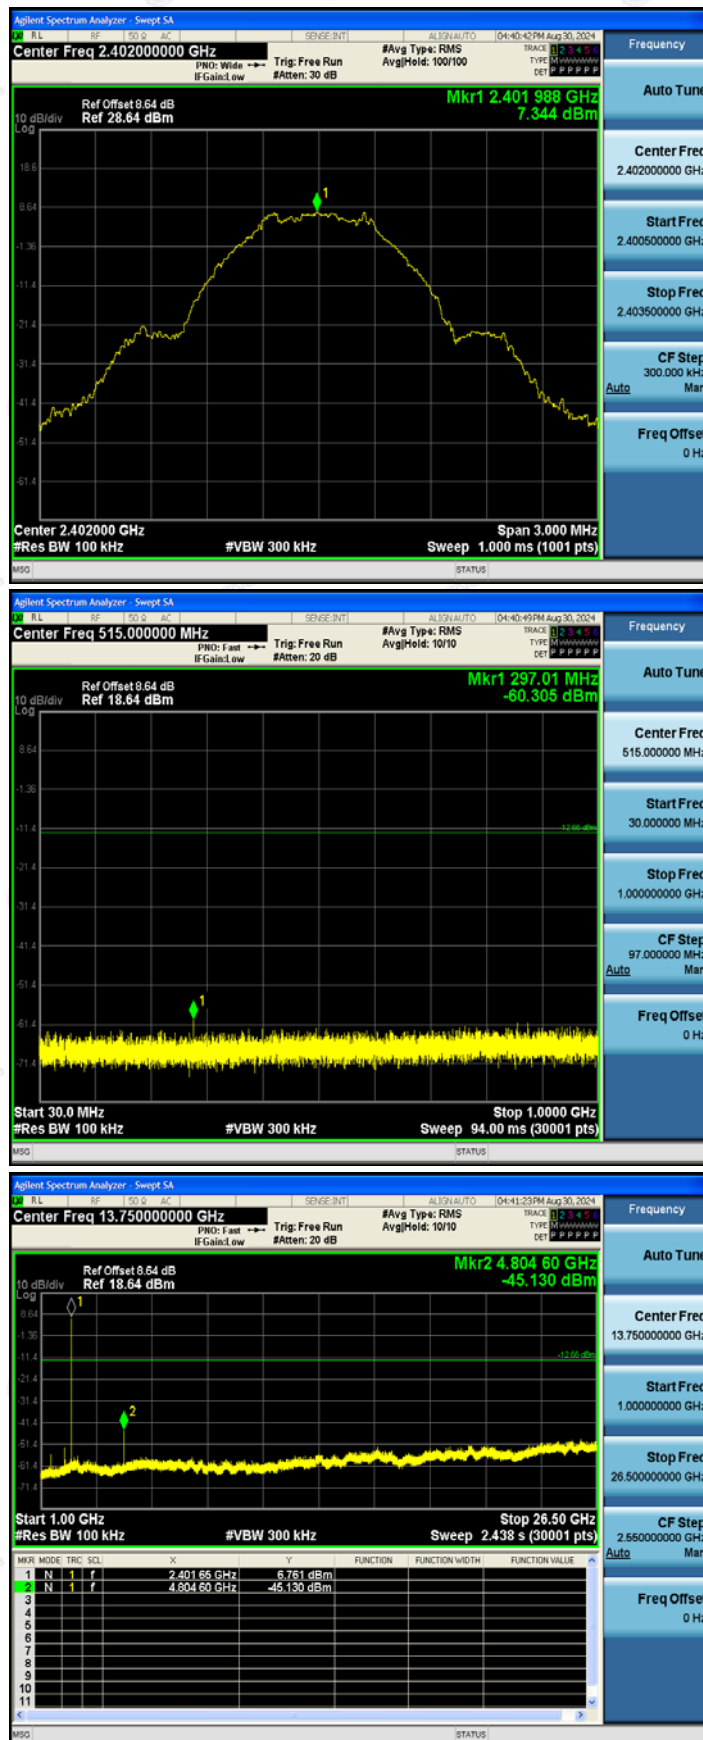 Agilent Spectrum Analyzer - Swept SA
RL RF 50 Ω AC SENSE:INT ALIGN AUTO 04:40:42 PM Aug 30, 2024
Center Freq 2.402000000 GHz
PNO: Wide
IFGain:Low
Trig: Free Run
#Atten: 30 dB
#Avg Type: RMS
Avg|Hold: 100/100
TRACE 1 2 3 4 5 6
TYPE M
DET P P P P P P
Frequency
Mkr1 2.401 988 GHz
7.344 dBm
Ref Offset 8.64 dB
10 dB/div Ref 28.64 dBm
Log
18.6
8.64
-1.36
-11.4
-21.4
-31.4
-41.4
-51.4
-61.4
1
Center 2.402000 GHz Span 3.000 MHz
#Res BW 100 kHz #VBW 300 kHz Sweep 1.000 ms (1001 pts)
MSG STATUS
Auto Tune
Center Freq
2.402000000 GHz
Start Freq
2.400500000 GHz
Stop Freq
2.403500000 GHz
CF Step
300.000 kHz
Auto Man
Freq Offset
0 Hz
Agilent Spectrum Analyzer - Swept SA
RL RF 50 Ω AC SENSE:INT ALIGN AUTO 04:40:49 PM Aug 30, 2024
Center Freq 515.000000 MHz
PNO: Fast
IFGain:Low
Trig: Free Run
#Atten: 20 dB
#Avg Type: RMS
Avg|Hold: 10/10
TRACE 1 2 3 4 5 6
TYPE M
DET P P P P P P
Frequency
Mkr1 297.01 MHz
-60.305 dBm
Ref Offset 8.64 dB
10 dB/div Ref 18.64 dBm
Log
8.64
-1.36
-11.4
-21.4
-31.4
-41.4
-51.4
-61.4
-71.4
-12.66 dBm
1
Start 30.0 MHz Stop 1.0000 GHz
#Res BW 100 kHz #VBW 300 kHz Sweep 94.00 ms (30001 pts)
MSG STATUS
Auto Tune
Center Freq
515.000000 MHz
Start Freq
30.000000 MHz
Stop Freq
1.000000000 GHz
CF Step
97.000000 MHz
Auto Man
Freq Offset
0 Hz
Agilent Spectrum Analyzer - Swept SA
RL RF 50 Ω AC SENSE:INT ALIGN AUTO 04:41:23 PM Aug 30, 2024
Center Freq 13.750000000 GHz
PNO: Fast
IFGain:Low
Trig: Free Run
#Atten: 20 dB
#Avg Type: RMS
Avg|Hold: 10/10
TRACE 1 2 3 4 5 6
TYPE M
DET P P P P P P
Frequency
Mkr2 4.804 60 GHz
-45.130 dBm
Ref Offset 8.64 dB
10 dB/div Ref 18.64 dBm
Log
8.64
-1.36
-11.4
-21.4
-31.4
-41.4
-51.4
-61.4
-71.4
-12.66 dBm
1
2
Start 1.00 GHz Stop 26.50 GHz
#Res BW 100 kHz #VBW 300 kHz Sweep 2.438 s (30001 pts)
MKR MODE TRC SCL X Y FUNCTION FUNCTION WIDTH FUNCTION VALUE
1 N 1 f 2.401 65 GHz 6.761 dBm
2 N 1 f 4.804 60 GHz -45.130 dBm
3
4
5
6
7
8
9
10
11
MSG STATUS
Auto Tune
Center Freq
13.750000000 GHz
Start Freq
1.000000000 GHz
Stop Freq
26.500000000 GHz
CF Step
2.550000000 GHz
Auto Man
Freq Offset
0 Hz